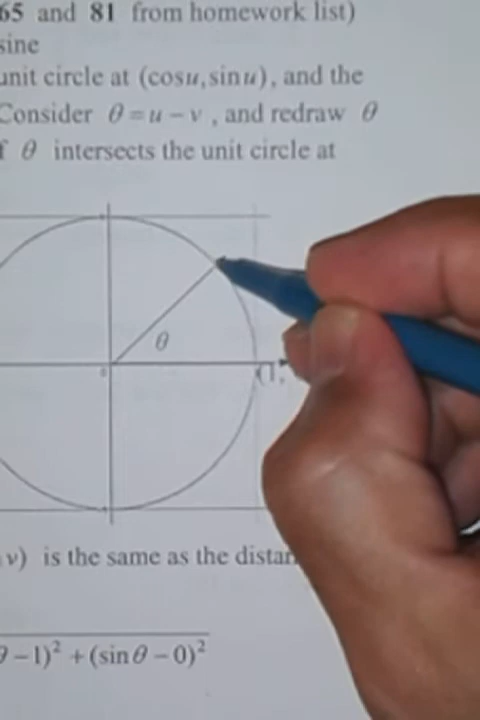 65 and 81 from homework list)
sine
unit circle at (cos u, sin u), and the
Consider θ = u − v , and redraw θ
f θ intersects the unit circle at
θ
(1,
v) is the same as the distan
θ − 1)² + (sin θ − 0)²